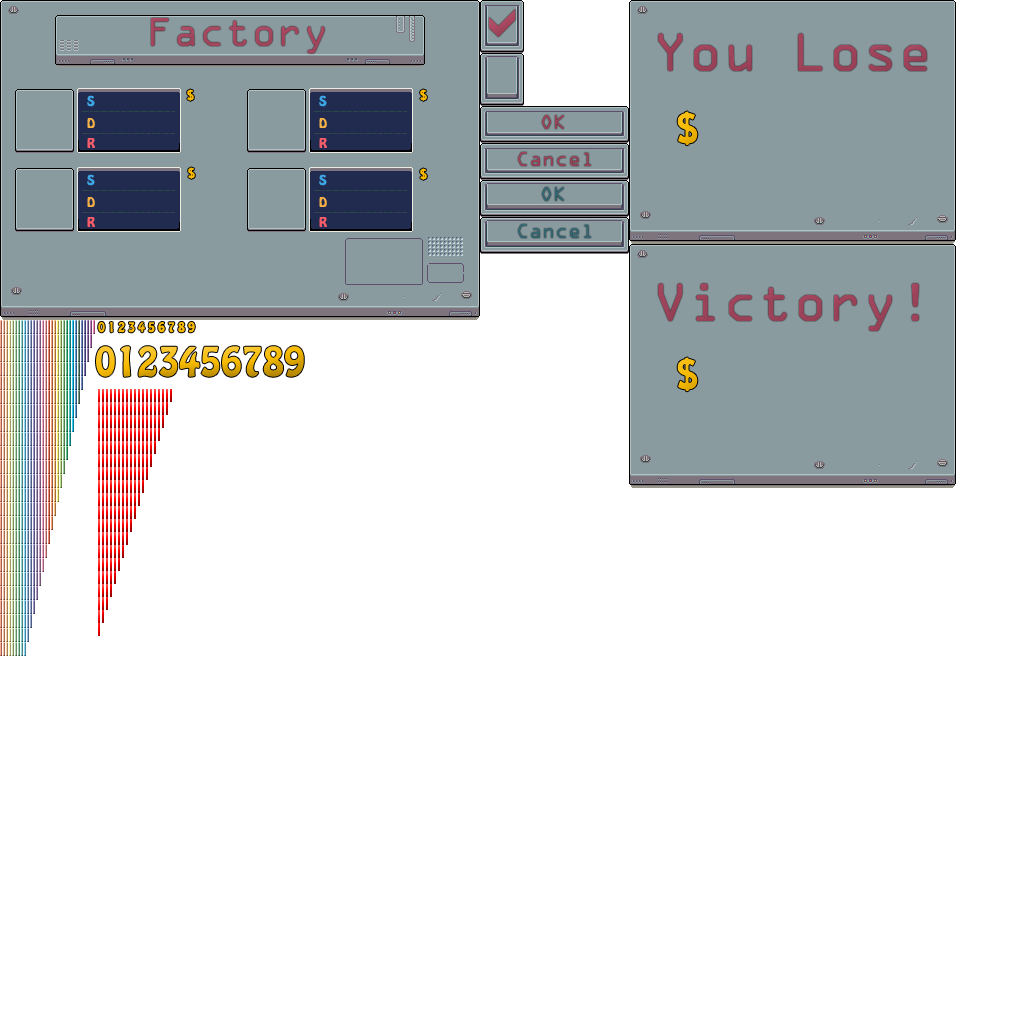 Factory
S $ S $
D D
R R
S $ S $
D D
R R
OK
Cancel
OK
Cancel
You Lose
$
Victory!
$
0123456789
0123456789